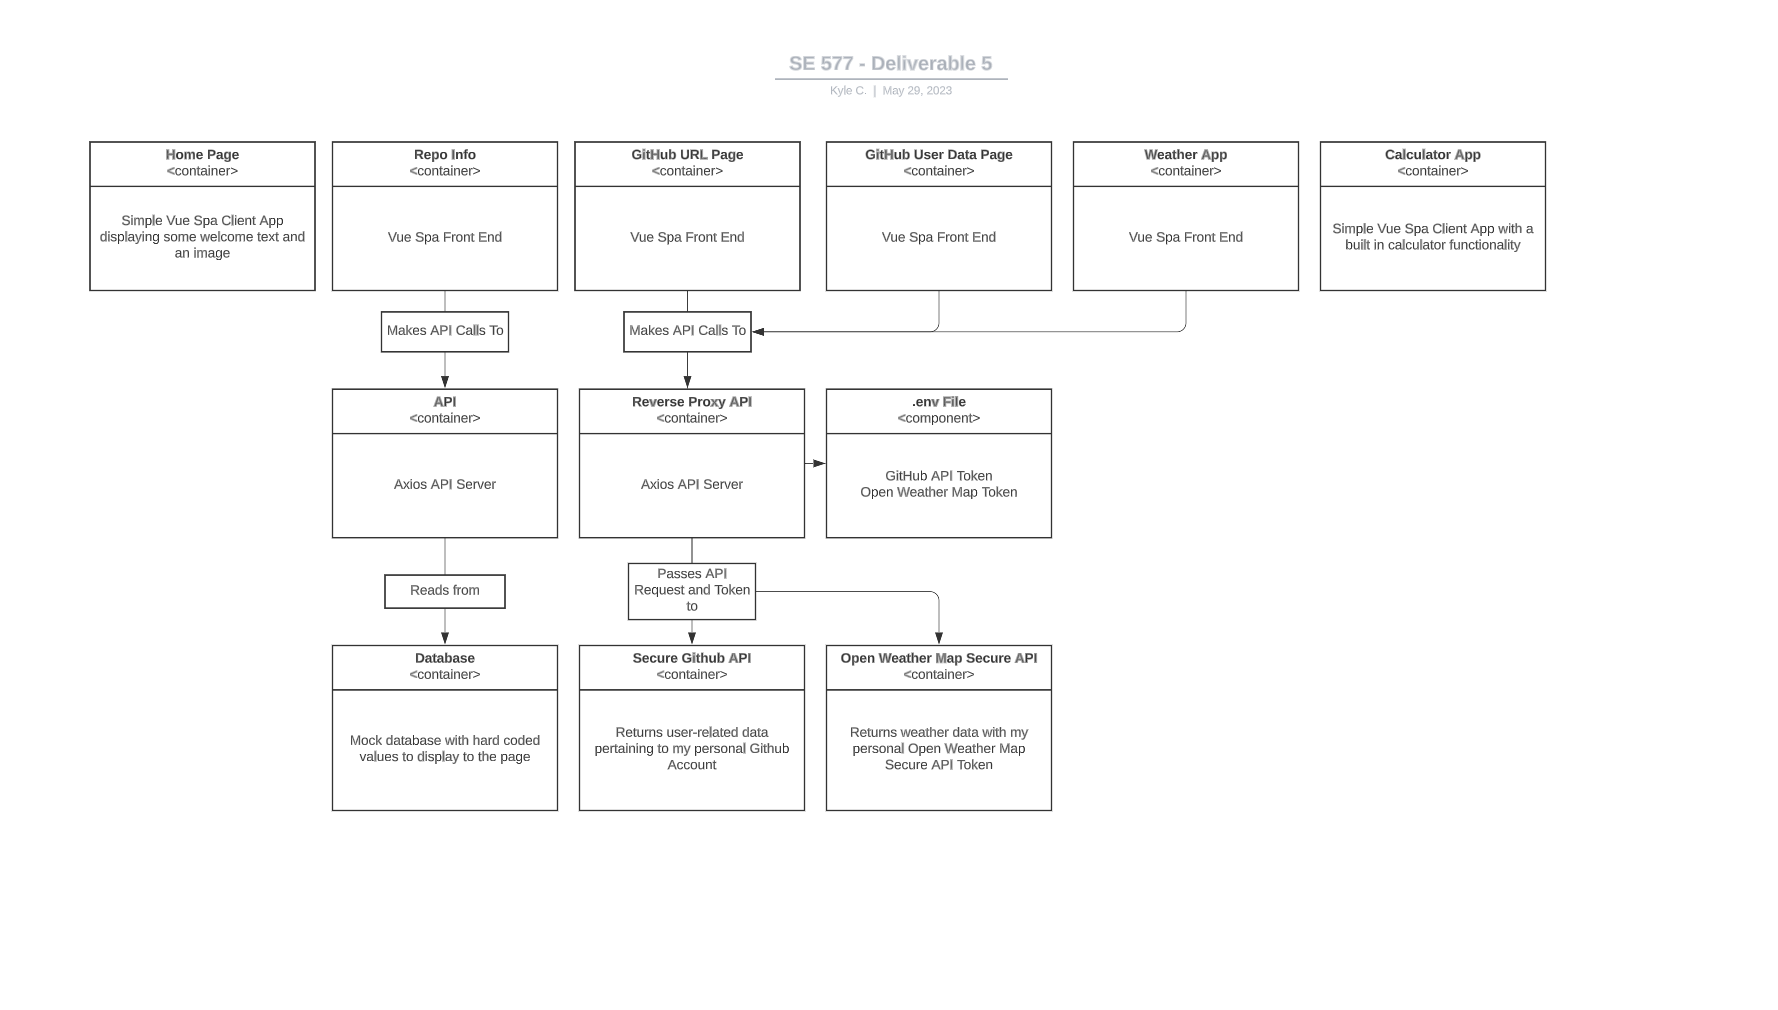 SE 577 - Deliverable 5
Kyle C. | May 29, 2023
Home Page
<container>
Simple Vue Spa Client App
displaying some welcome text and
an image
Repo Info
<container>
Vue Spa Front End
GitHub URL Page
<container>
Vue Spa Front End
GitHub User Data Page
<container>
Vue Spa Front End
Weather App
<container>
Vue Spa Front End
Calculator App
<container>
Simple Vue Spa Client App with a
built in calculator functionality
Makes API Calls To
Makes API Calls To
API
<container>
Axios API Server
Reverse Proxy API
<container>
Axios API Server
.env File
<component>
GitHub API Token
Open Weather Map Token
Reads from
Passes API
Request and Token
to
Database
<container>
Mock database with hard coded
values to display to the page
Secure Github API
<container>
Returns user-related data
pertaining to my personal Github
Account
Open Weather Map Secure API
<container>
Returns weather data with my
personal Open Weather Map
Secure API Token